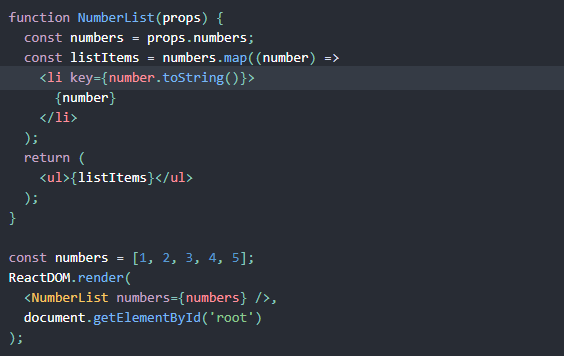 function NumberList(props) {
  const numbers = props.numbers;
  const listItems = numbers.map((number) =>
    <li key={number.toString()}>
      {number}
    </li>
  );
  return (
    <ul>{listItems}</ul>
  );
}

const numbers = [1, 2, 3, 4, 5];
ReactDOM.render(
  <NumberList numbers={numbers} />,
  document.getElementById('root')
);